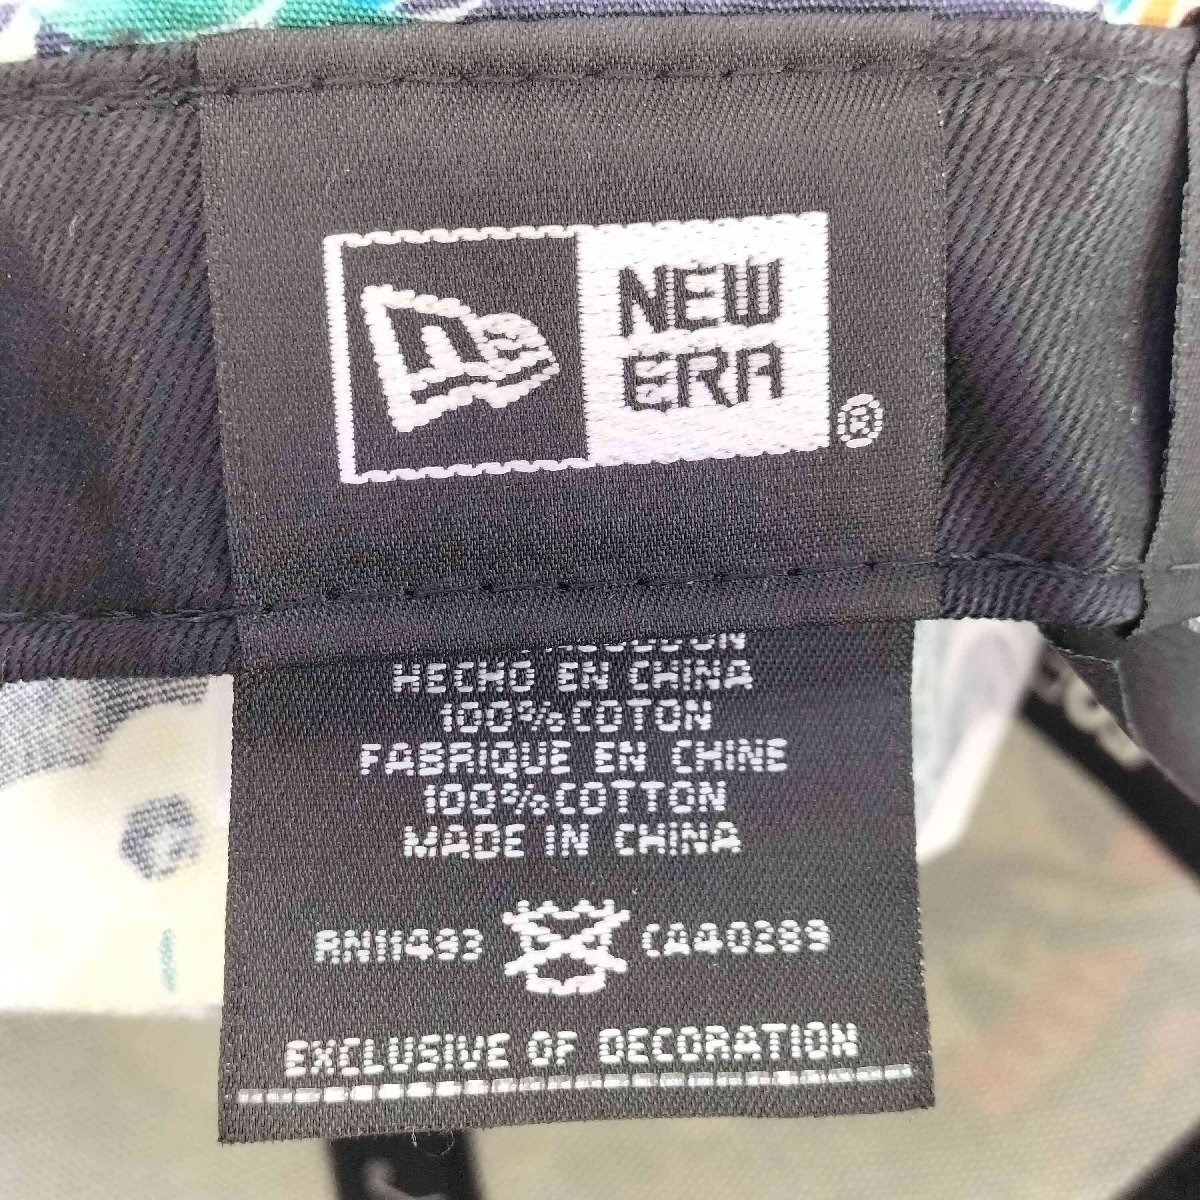 NEW
ERA
®
HECHO EN CHINA
100%COTON
FABRIQUE EN CHINE
100%COTTON
MADE IN CHINA
RN11493 CA40389
EXCLUSIVE OF DECORATION